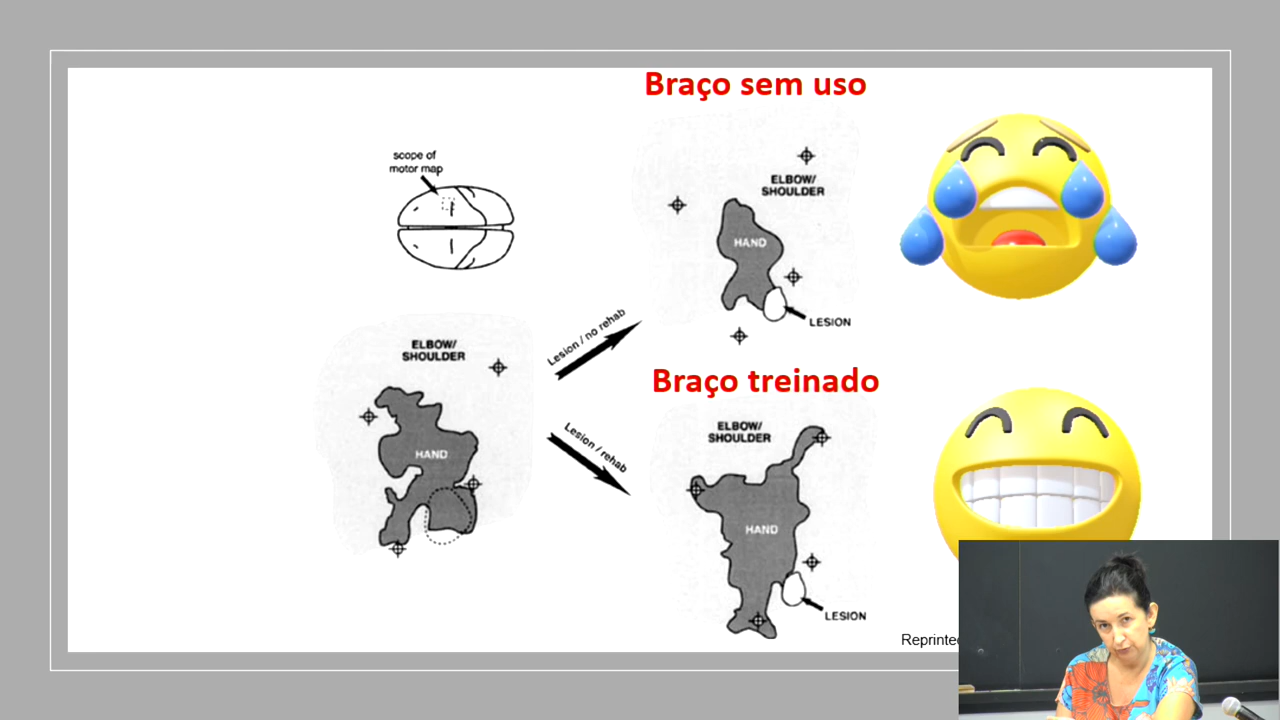 Braço sem uso
scope of
motor map
ELBOW/
SHOULDER
HAND
LESION
Lesion / no rehab
ELBOW/
SHOULDER
HAND
Braço treinado
Lesion / rehab
ELBOW/
SHOULDER
HAND
LESION
Reprinted